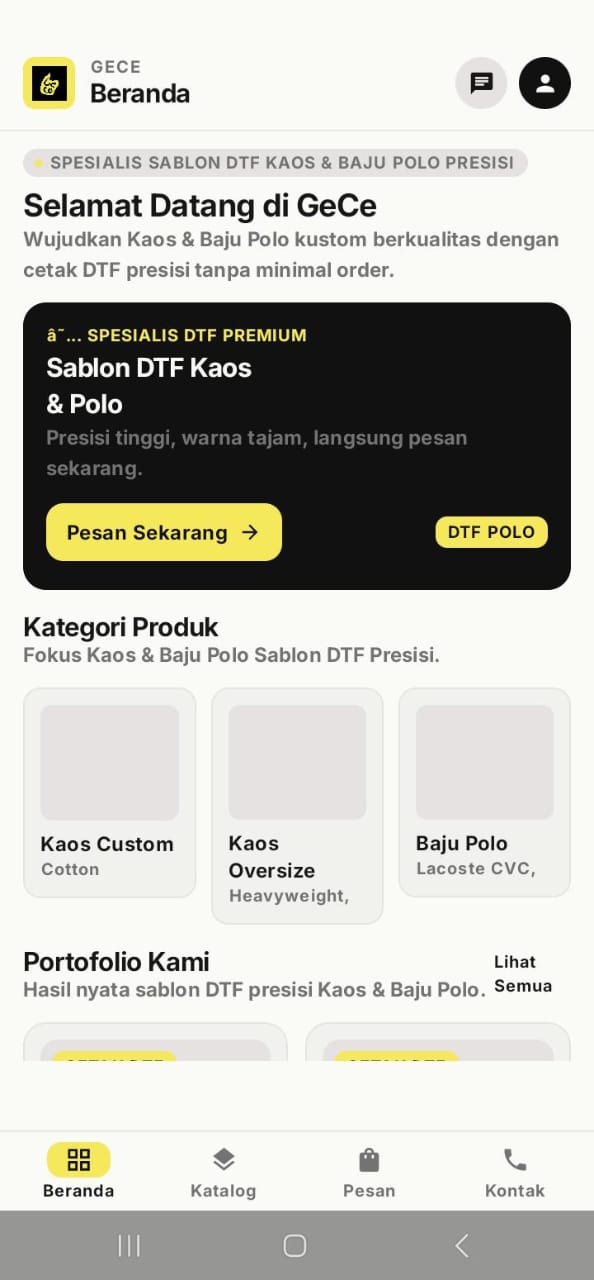 GECE
Beranda
SPESIALIS SABLON DTF KAOS & BAJU POLO PRESISI
Selamat Datang di GeCe
Wujudkan Kaos & Baju Polo kustom berkualitas dengan
cetak DTF presisi tanpa minimal order.
â˜… SPESIALIS DTF PREMIUM
Sablon DTF Kaos
& Polo
Presisi tinggi, warna tajam, langsung pesan
sekarang.
Pesan Sekarang →
DTF POLO
Kategori Produk
Fokus Kaos & Baju Polo Sablon DTF Presisi.
Kaos Custom
Cotton
Kaos
Oversize
Heavyweight,
Baju Polo
Lacoste CVC,
Portofolio Kami
Hasil nyata sablon DTF presisi Kaos & Baju Polo.
Lihat
Semua
Beranda
Katalog
Pesan
Kontak